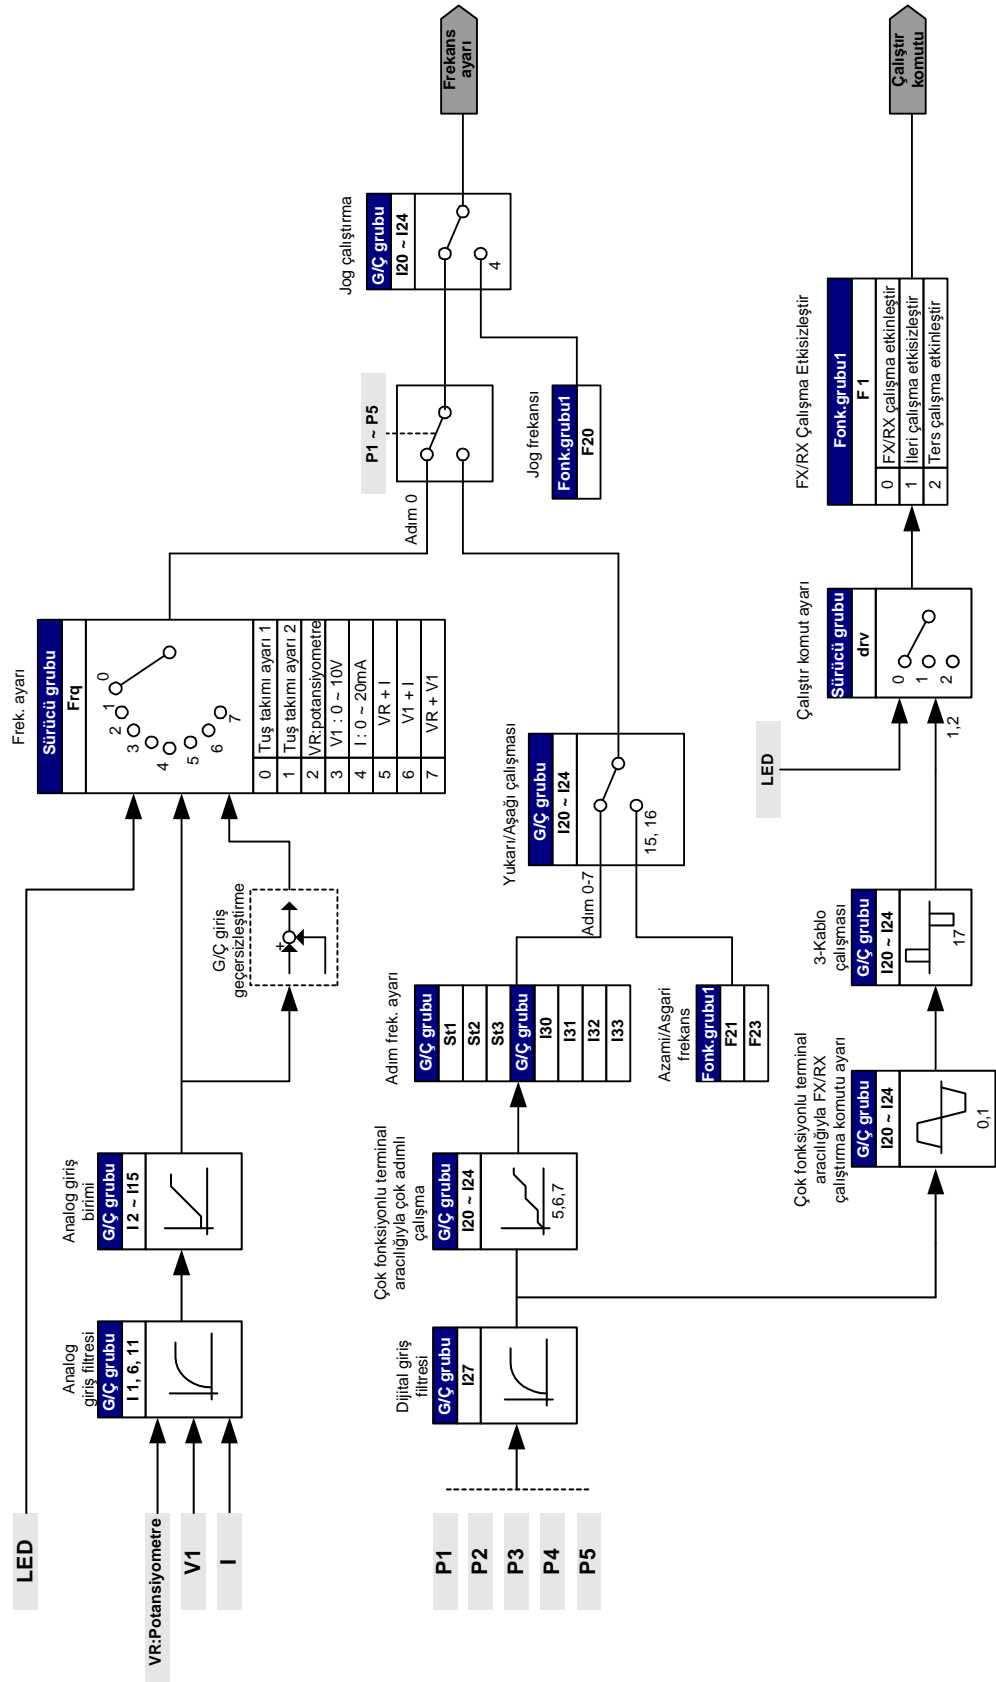 LED
VR:Potansiyometre
V1
I
Analog
giriş filtresi
G/Ç grubu
I 1, 6, 11
Analog giriş
birimi
G/Ç grubu
I 2 ~ I15
G/Ç giriş
geçersizleştirme
+
Frek. ayarı
Sürücü grubu
Frq
0
1
2
3
4
5
6
7
0 Tuş takımı ayarı 1
1 Tuş takımı ayarı 2
2 VR:potansiyometre
3 V1 : 0 ~ 10V
4 I : 0 ~ 20mA
5 VR + I
6 V1 + I
7 VR + V1
P1
P2
P3
P4
P5
Dijital giriş
filtresi
G/Ç grubu
I27
Çok fonksiyonlu terminal
aracılığıyla çok adımlı
çalışma
G/Ç grubu
I20 ~ I24
5,6,7
Adım frek. ayarı
G/Ç grubu
St1
St2
St3
G/Ç grubu
I30
I31
I32
I33
Azami/Asgari
frekans
Fonk.grubu1
F21
F23
Yukarı/Aşağı çalışması
G/Ç grubu
I20 ~ I24
Adım 0-7
15, 16
Adım 0
P1 ~ P5
Jog frekansı
Fonk.grubu1
F20
Jog çalıştırma
G/Ç grubu
I20 ~ I24
4
Frekans
ayarı
Çok fonksiyonlu terminal
aracılığıyla FX/RX
çalıştırma komutu ayarı
G/Ç grubu
I20 ~ I24
0,1
3-Kablo
çalışması
G/Ç grubu
I20 ~ I24
17
LED
Çalıştır komut ayarı
Sürücü grubu
drv
0
1
2
1,2
FX/RX Çalışma Etkisizleştir
Fonk.grubu1
F 1
0 FX/RX çalışma etkinleştir
1 İleri çalışma etkisizleştir
2 Ters çalışma etkinleştir
Çalıştır
komutu